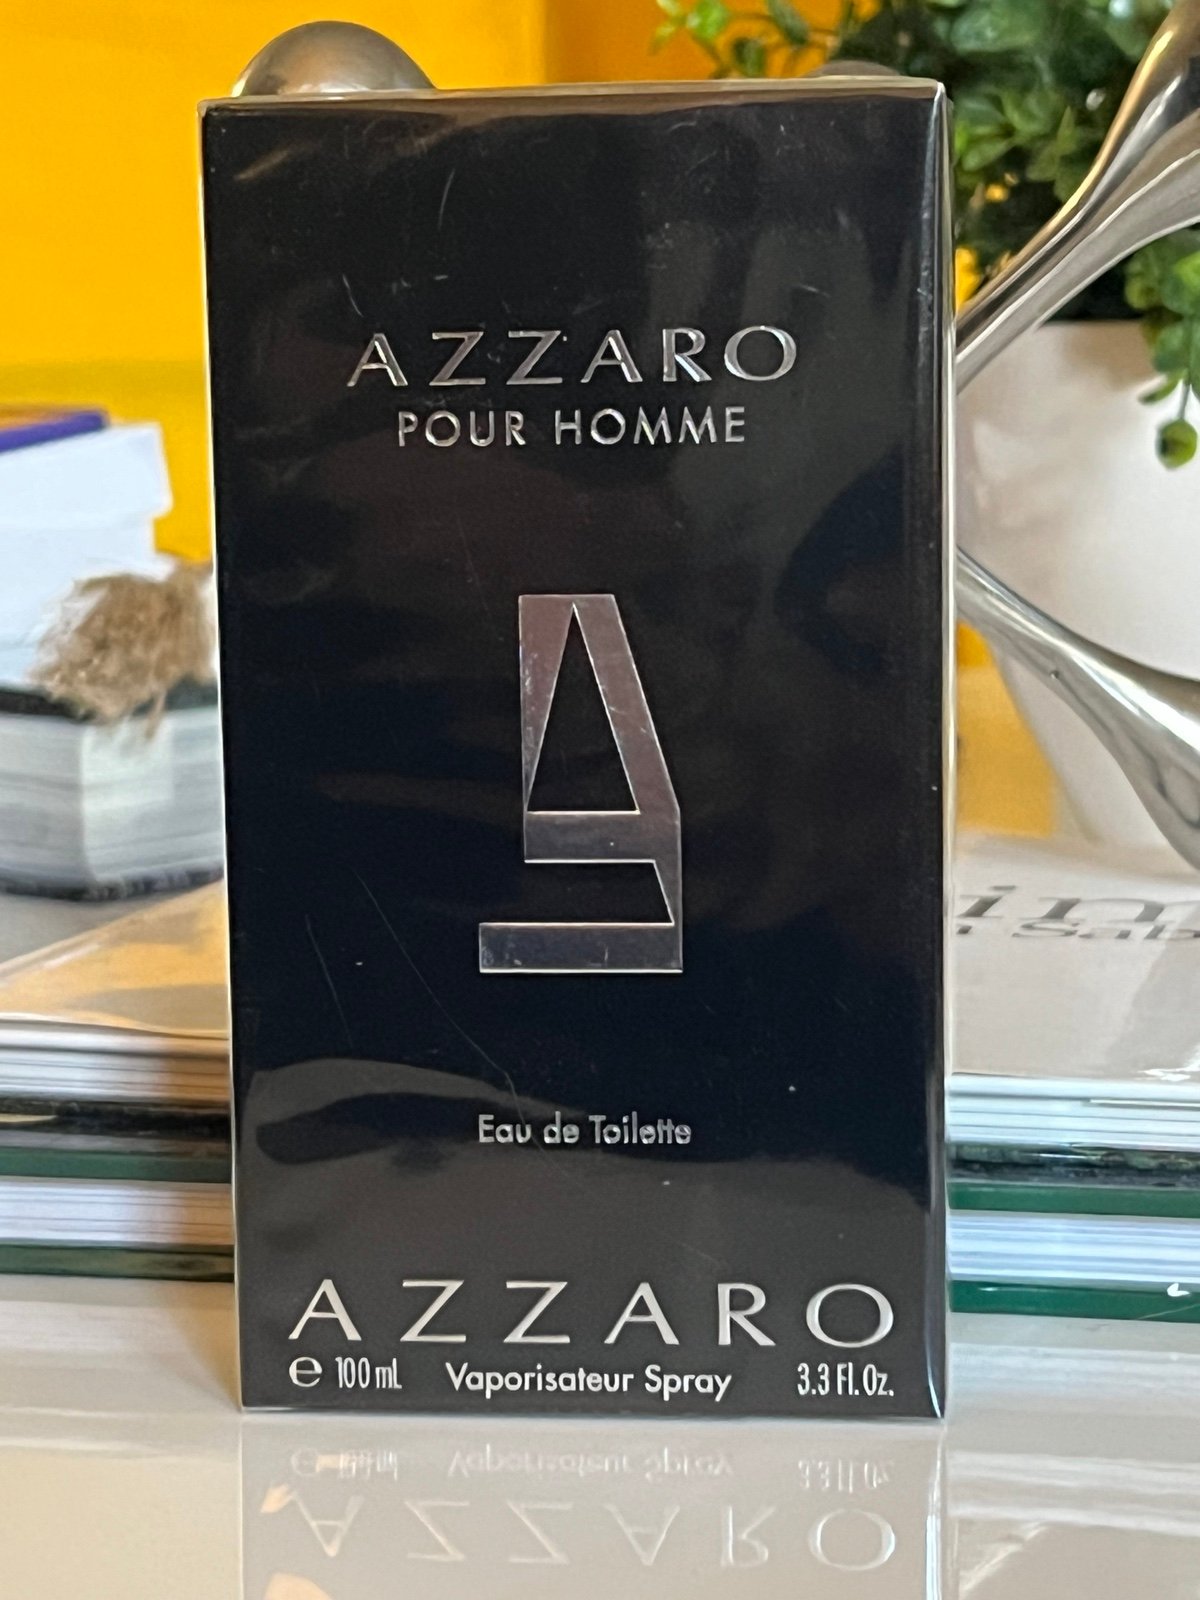 AZZARO
POUR HOMME
Eau de Toilette
AZZARO
℮ 100 mL Vaporisateur Spray 3.3 Fl. Oz.